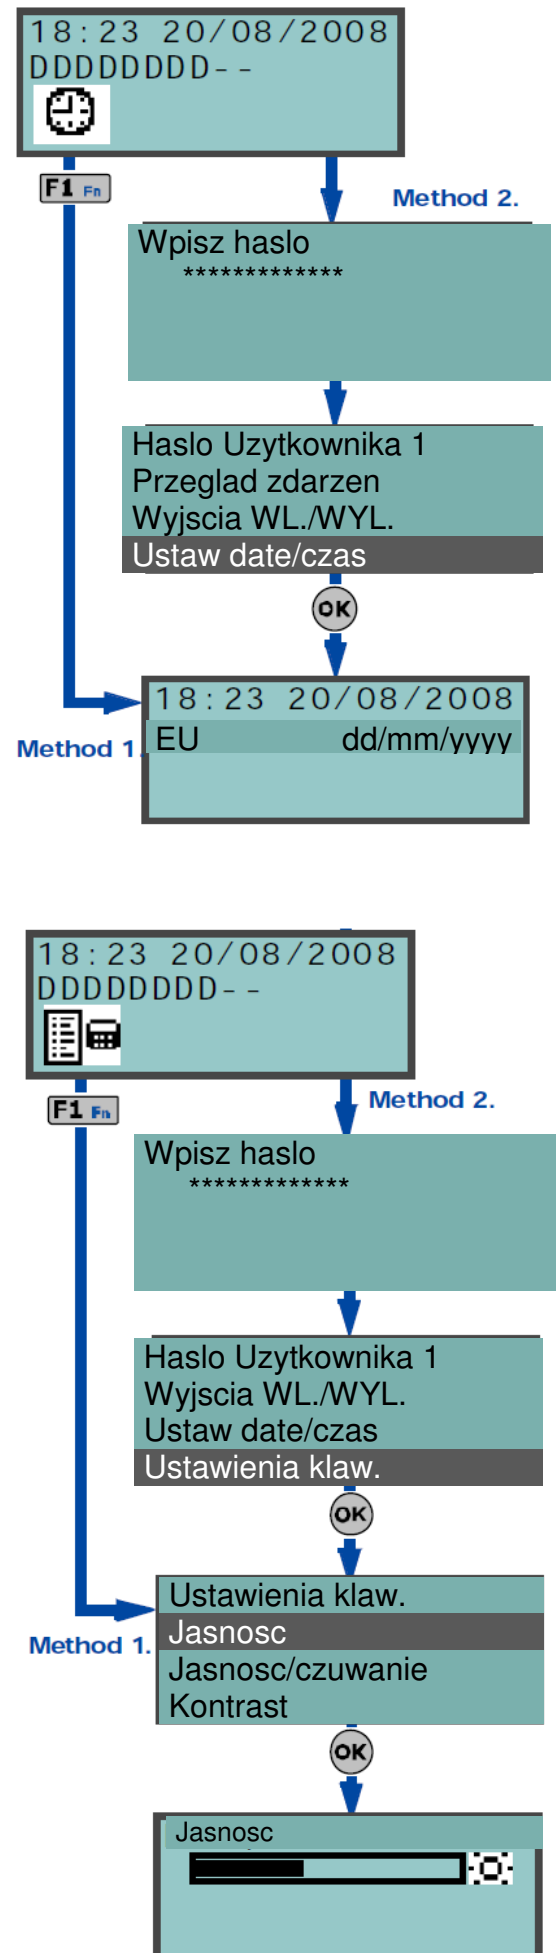 18:23 20/08/2008
DDDDDDDD--
F1 Fn
Method 2.
Wpisz haslo
*************
Haslo Uzytkownika 1
Przeglad zdarzen
Wyjscia WL./WYL.
Ustaw date/czas
OK
18:23 20/08/2008
Method 1.
EU dd/mm/yyyy
18:23 20/08/2008
DDDDDDDD--
F1 Fn
Method 2.
Wpisz haslo
*************
Haslo Uzytkownika 1
Wyjscia WL./WYL.
Ustaw date/czas
Ustawienia klaw.
OK
Ustawienia klaw.
Method 1.
Jasnosc
Jasnosc/czuwanie
Kontrast
OK
Jasnosc